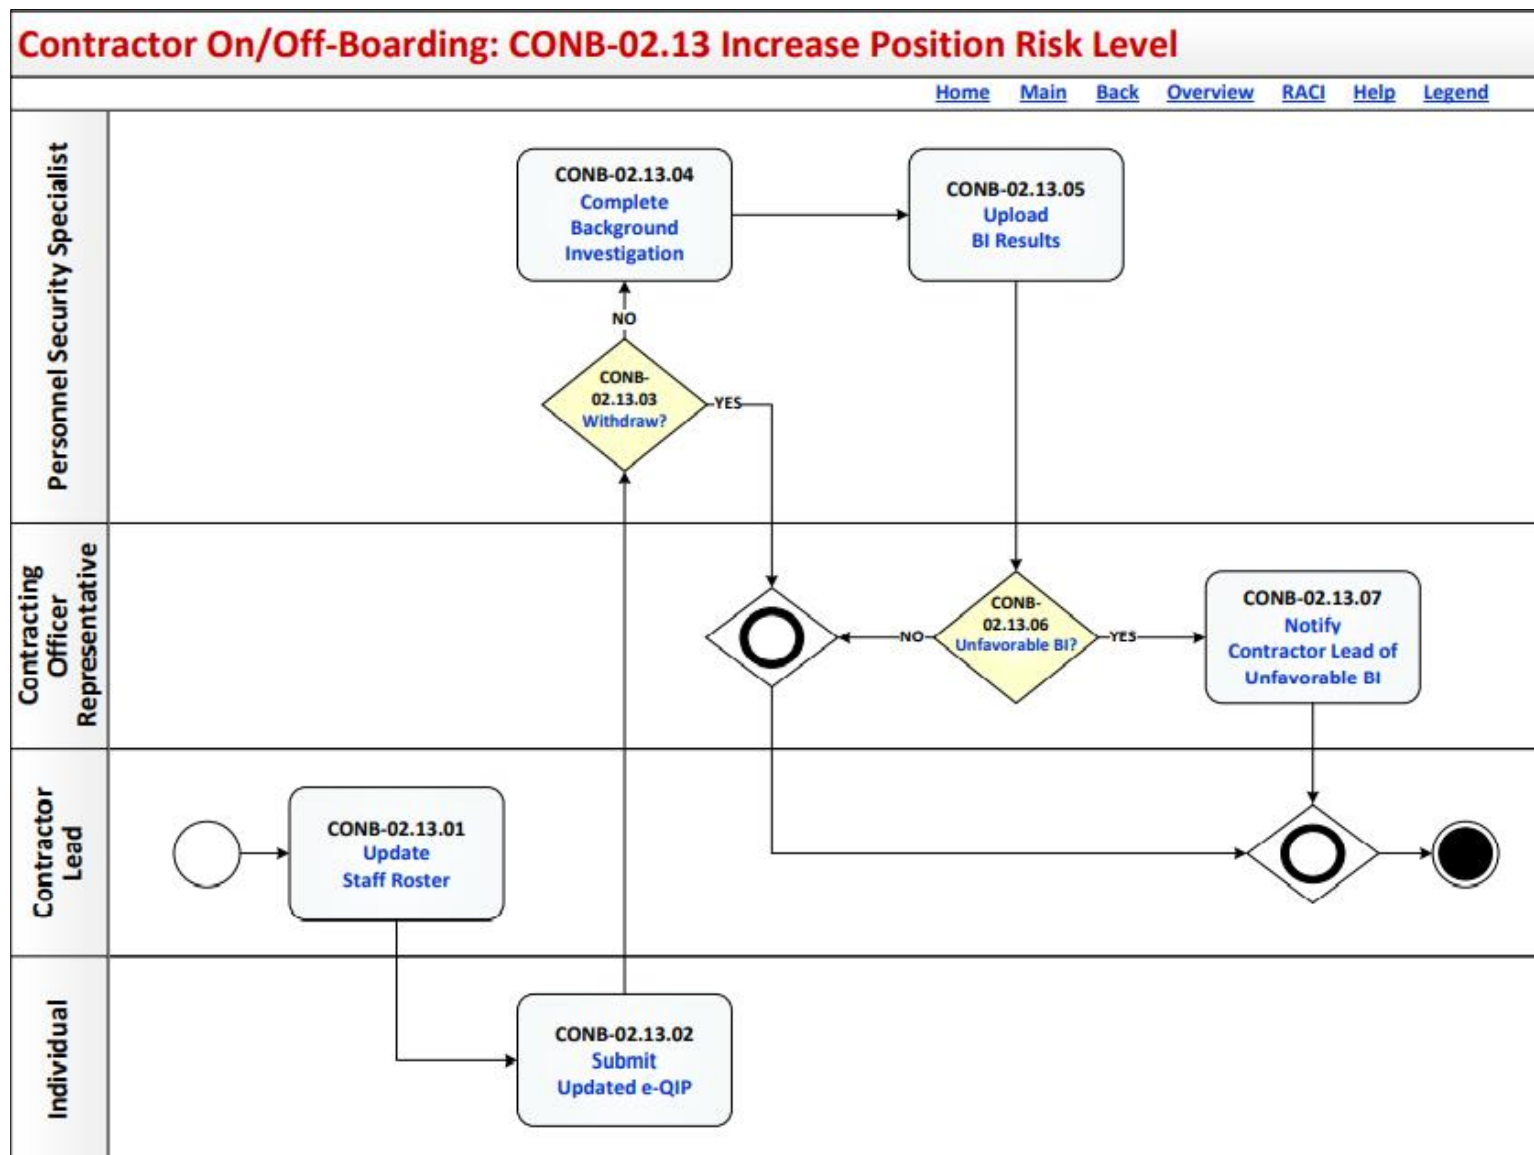 Contractor On/Off-Boarding: CONB-02.13 Increase Position Risk Level
Home Main Back Overview RACI Help Legend
Personnel Security Specialist
CONB-02.13.04
Complete
Background
Investigation
CONB-02.13.05
Upload
BI Results
NO
CONB-
02.13.03
Withdraw?
YES
Contracting
Officer
Representative
NO
CONB-
02.13.06
Unfavorable BI?
YES
CONB-02.13.07
Notify
Contractor Lead of
Unfavorable BI
Contractor
Lead
CONB-02.13.01
Update
Staff Roster
Individual
CONB-02.13.02
Submit
Updated e-QIP